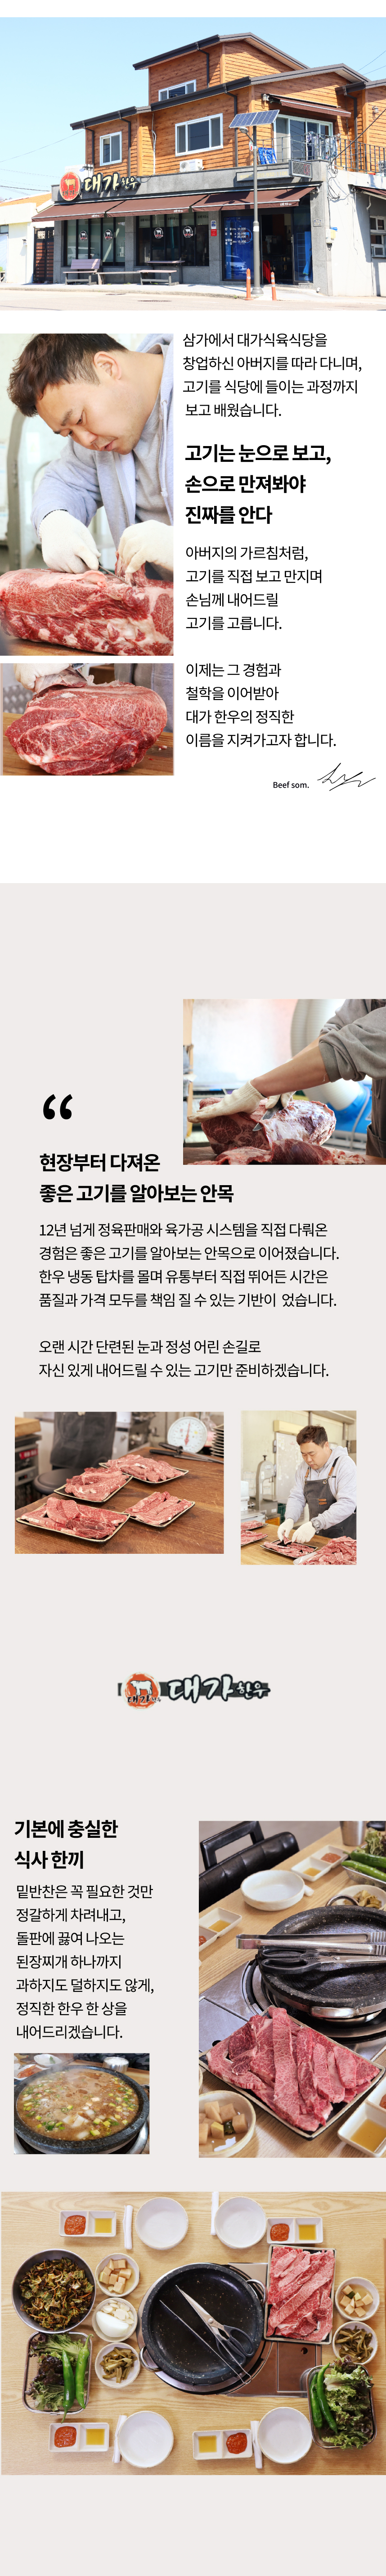 대가한우
삼가에서 대가식육식당을
창업하신 아버지를 따라 다니며,
고기를 식당에 들이는 과정까지
보고 배웠습니다.
고기는 눈으로 보고,
손으로 만져봐야
진짜를 안다
아버지의 가르침처럼,
고기를 직접 보고 만지며
손님께 내어드릴
고기를 고릅니다.
이제는 그 경험과
철학을 이어받아
대가 한우의 정직한
이름을 지켜가고자 합니다.
Beef som.
“
현장부터 다져온
좋은 고기를 알아보는 안목
12년 넘게 정육판매와 육가공 시스템을 직접 다뤄온
경험은 좋은 고기를 알아보는 안목으로 이어졌습니다.
한우 냉동 탑차를 몰며 유통부터 직접 뛰어든 시간은
품질과 가격 모두를 책임 질 수 있는 기반이 었습니다.
오랜 시간 단련된 눈과 정성 어린 손길로
자신 있게 내어드릴 수 있는 고기만 준비하겠습니다.
대가한우
기본에 충실한
식사 한끼
밑반찬은 꼭 필요한 것만
정갈하게 차려내고,
돌판에 끓여 나오는
된장찌개 하나까지
과하지도 덜하지도 않게,
정직한 한우 한 상을
내어드리겠습니다.